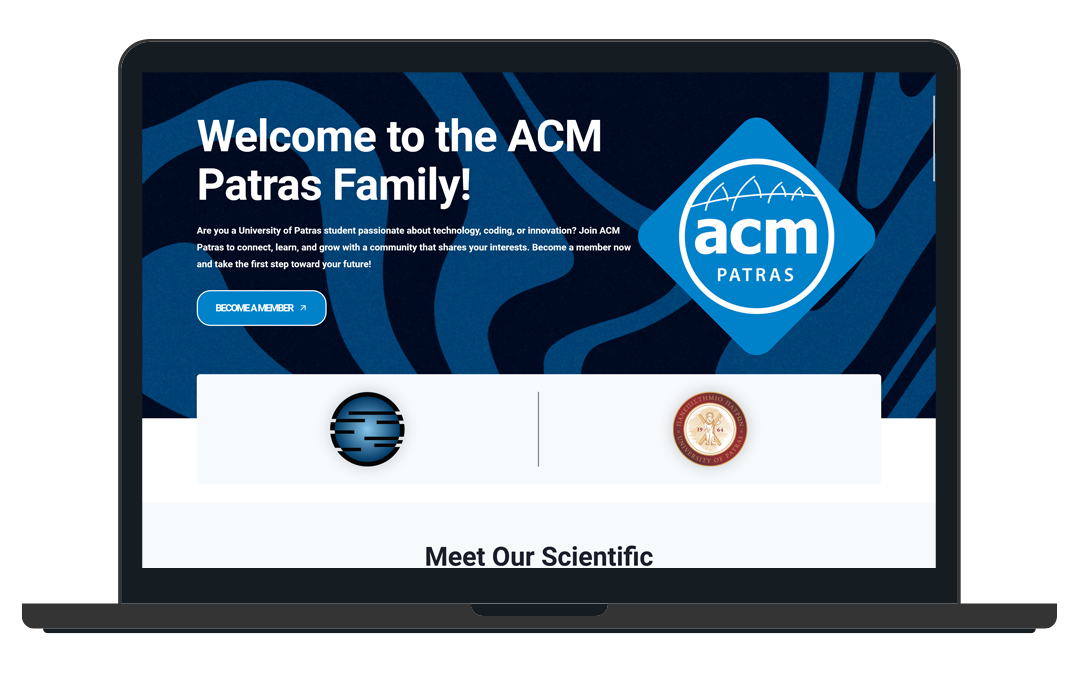 Welcome to the ACM
Patras Family!
Are you a University of Patras student passionate about technology, coding, or innovation? Join ACM
Patras to connect, learn, and grow with a community that shares your interests. Become a member now
and take the first step toward your future!
BECOME A MEMBER
acm
PATRAS
ΠΑΝΕΠΙΣΤΗΜΙΟ ΠΑΤΡΩΝ
19 64
UNIVERSITY OF PATRAS
Meet Our Scientific